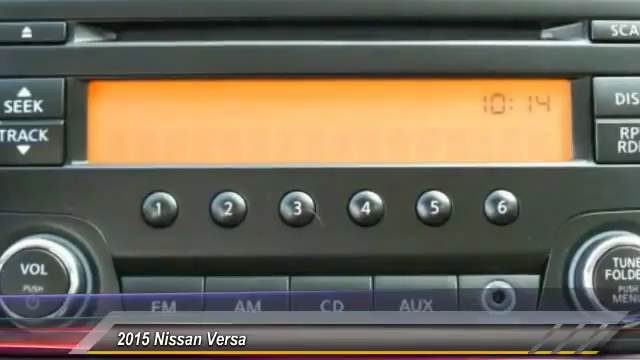 SCA
SEEK
10:14
DIS
TRACK
RP
RD
1 2 3 4 5 6
VOL
PUSH
TUNE
FOLDE
PUSH
MENU
FM AM CD AUX
2015 Nissan Versa